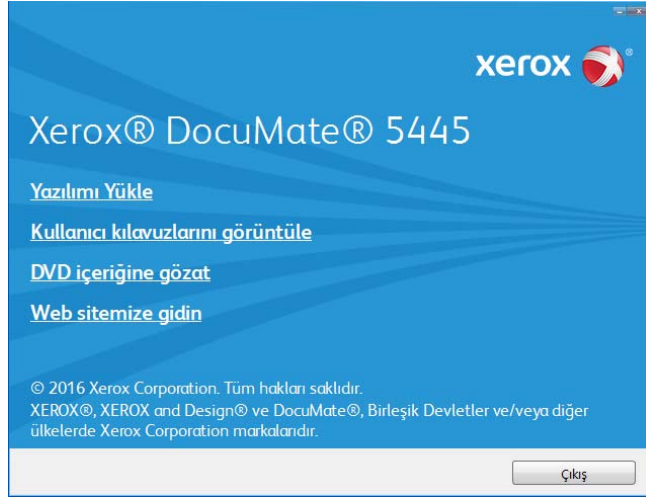 xerox ®
Xerox® DocuMate® 5445
Yazılımı Yükle
Kullanıcı kılavuzlarını görüntüle
DVD içeriğine gözat
Web sitemize gidin
© 2016 Xerox Corporation. Tüm hakları saklıdır.
XEROX®, XEROX and Design® ve DocuMate®, Birleşik Devletler ve/veya diğer
ülkelerde Xerox Corporation markalarıdır.
Çıkış